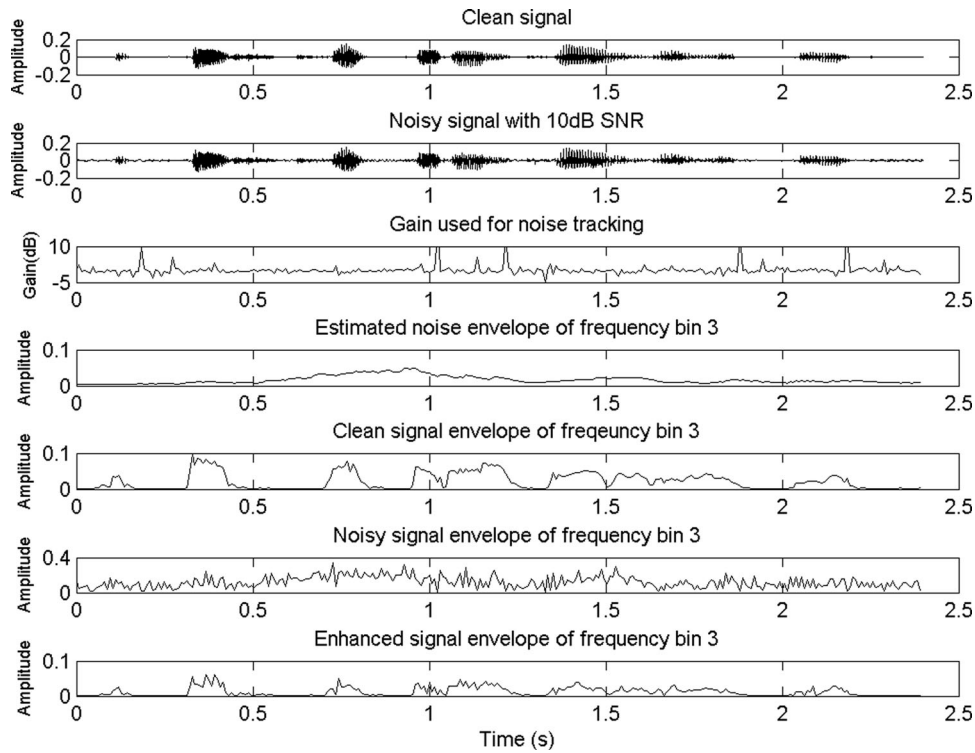 Clean signal
Amplitude
0.2
0
-0.2
0 0.5 1 1.5 2 2.5
Noisy signal with 10dB SNR
Amplitude
0.2
0
-0.2
0 0.5 1 1.5 2 2.5
Gain used for noise tracking
Gain(dB)
10
-5
0 0.5 1 1.5 2 2.5
Estimated noise envelope of frequency bin 3
Amplitude
0.1
0
0 0.5 1 1.5 2 2.5
Clean signal envelope of freqeuncy bin 3
Amplitude
0.1
0
0 0.5 1 1.5 2 2.5
Noisy signal envelope of frequency bin 3
Amplitude
0.4
0
0 0.5 1 1.5 2 2.5
Enhanced signal envelope of frequency bin 3
Amplitude
0.1
0
0 0.5 1 1.5 2 2.5
Time (s)